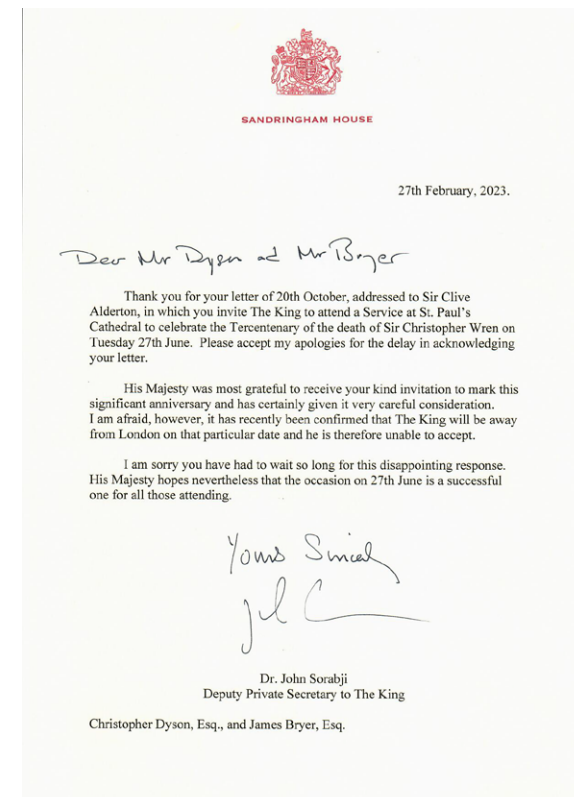 SANDRINGHAM HOUSE
27th February, 2023.
Dear Mr Dyson and Mr Bryer
Thank you for your letter of 20th October, addressed to Sir Clive
Alderton, in which you invite The King to attend a Service at St. Paul's
Cathedral to celebrate the Tercentenary of the death of Sir Christopher Wren on
Tuesday 27th June. Please accept my apologies for the delay in acknowledging
your letter.
His Majesty was most grateful to receive your kind invitation to mark this
significant anniversary and has certainly given it very careful consideration.
I am afraid, however, it has recently been confirmed that The King will be away
from London on that particular date and he is therefore unable to accept.
I am sorry you have had to wait so long for this disappointing response.
His Majesty hopes nevertheless that the occasion on 27th June is a successful
one for all those attending.
Yours Sincerely
Dr. John Sorabji
Deputy Private Secretary to The King
Christopher Dyson, Esq., and James Bryer, Esq.